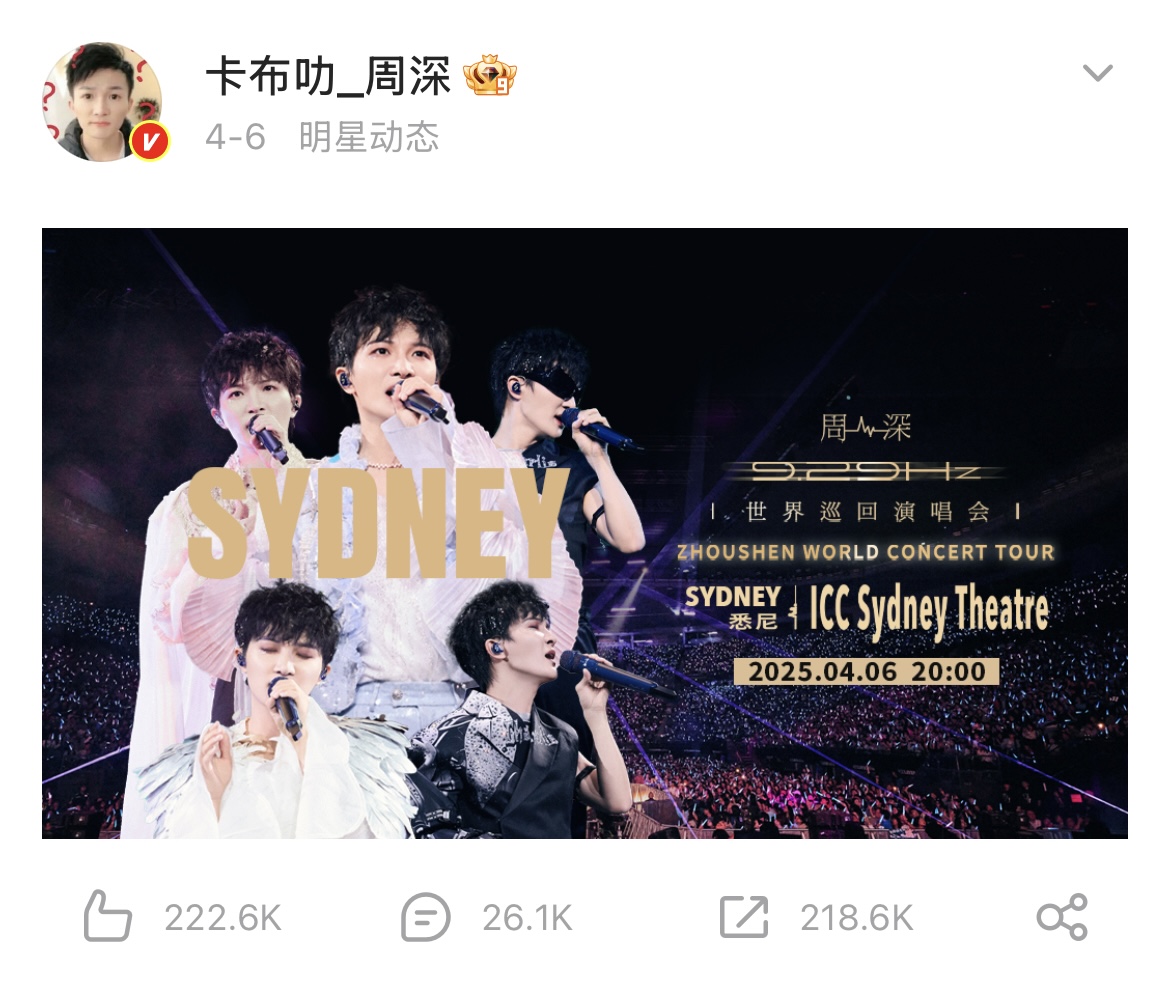 卡布叻_周深
9
4-6 明星动态
SYDNEY
周深
9.29Hz
世界巡回演唱会
ZHOUSHEN WORLD CONCERT TOUR
SYDNEY
悉尼
ICC Sydney Theatre
2025.04.06 20:00
222.6K 26.1K 218.6K